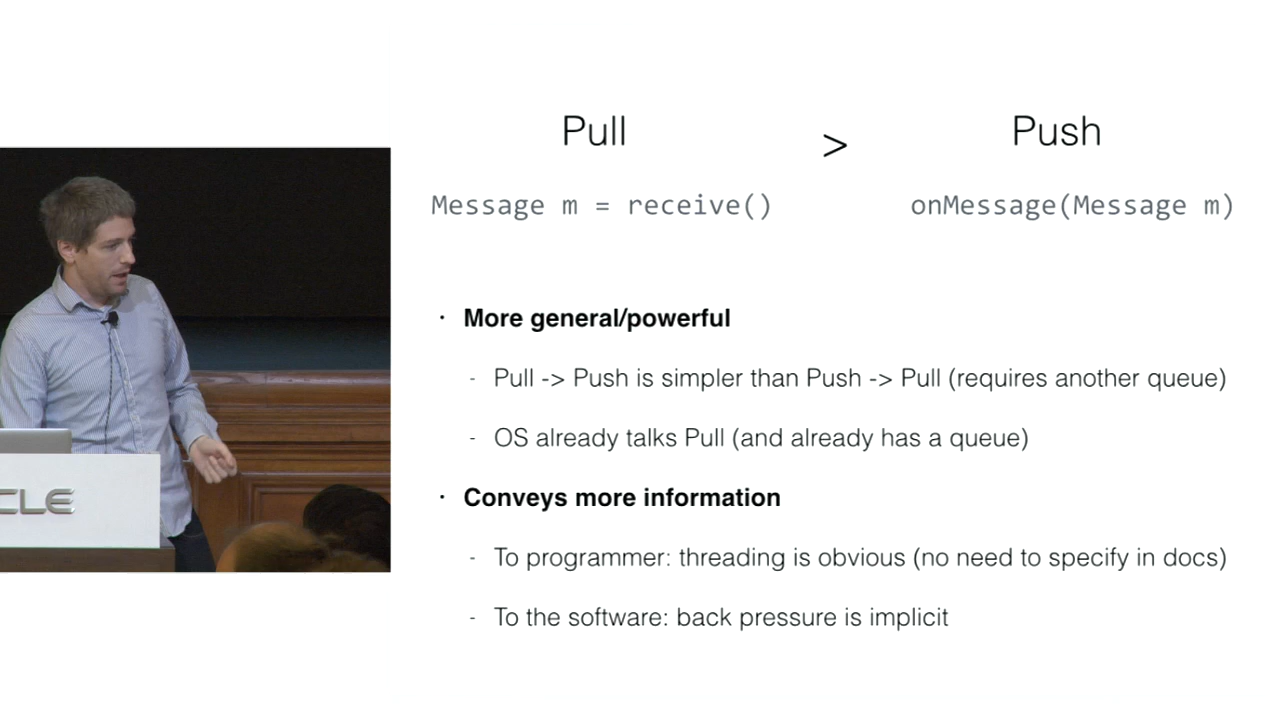 Pull > Push
Message m = receive() onMessage(Message m)
· More general/powerful
- Pull -> Push is simpler than Push -> Pull (requires another queue)
- OS already talks Pull (and already has a queue)
· Conveys more information
- To programmer: threading is obvious (no need to specify in docs)
- To the software: back pressure is implicit
CLE